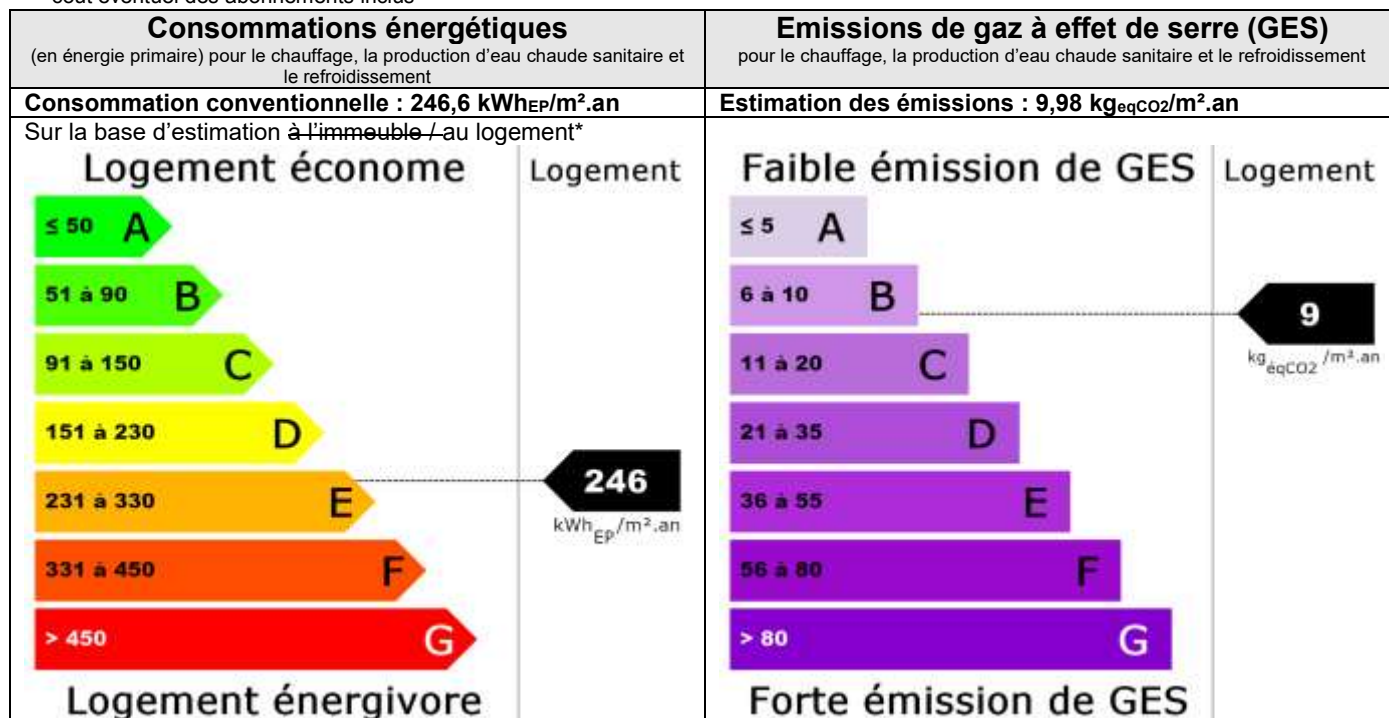 coût éventuel des abonnements inclus
Consommations énergétiques
(en énergie primaire) pour le chauffage, la production d'eau chaude sanitaire et
le refroidissement
Emissions de gaz à effet de serre (GES)
pour le chauffage, la production d'eau chaude sanitaire et le refroidissement
Consommation conventionnelle : 246,6 kWhEP/m².an
Estimation des émissions : 9,98 kgeqCO2/m².an
Sur la base d'estimation à l'immeuble / au logement*
Logement économe
Logement
≤ 50 A
51 à 90 B
91 à 150 C
151 à 230 D
231 à 330 E
331 à 450 F
> 450 G
246
kWhEP/m².an
Logement énergivore
Faible émission de GES
Logement
≤ 5 A
6 à 10 B
11 à 20 C
21 à 35 D
36 à 55 E
56 à 80 F
> 80 G
9
kgéqCO2/m².an
Forte émission de GES